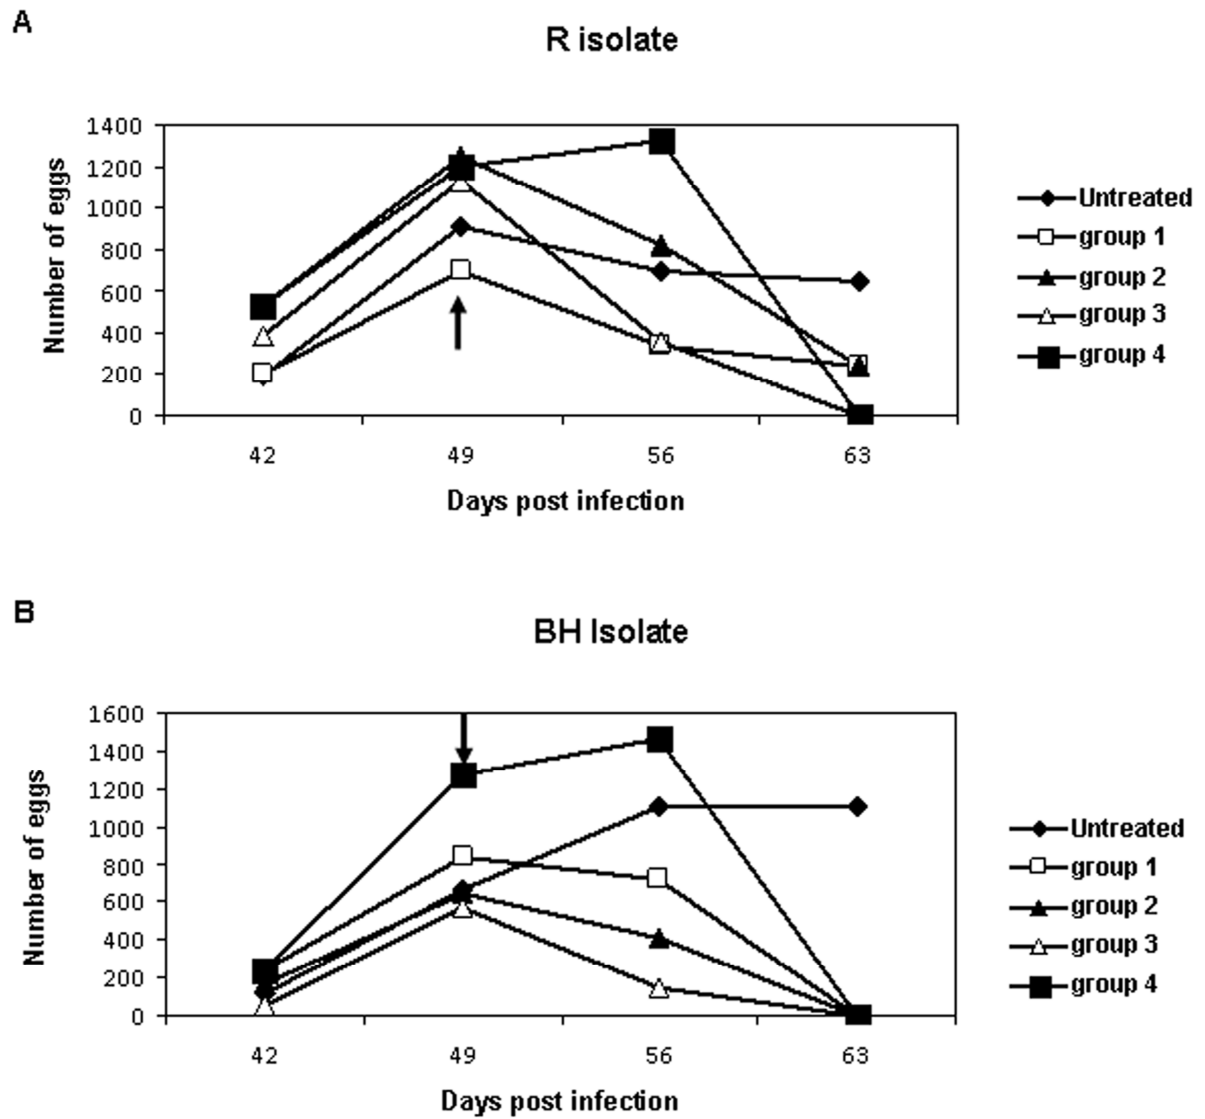 A
R isolate
1400
1200
1000
800
600
400
200
0
Number of eggs
42 49 56 63
Days post infection
Untreated
group 1
group 2
group 3
group 4
B
BH Isolate
1600
1400
1200
1000
800
600
400
200
0
Number of eggs
42 49 56 63
Days post infection
Untreated
group 1
group 2
group 3
group 4